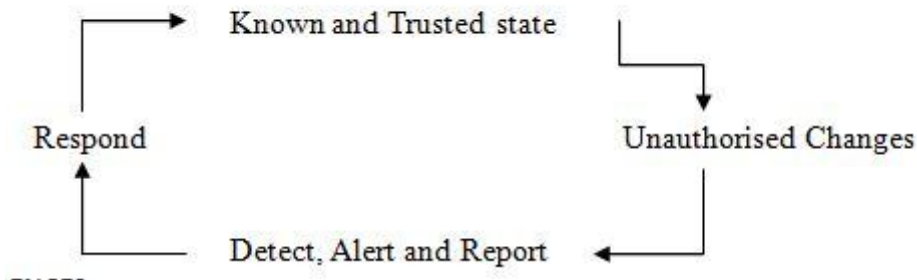 Known and Trusted state
Respond
Unauthorised Changes
Detect, Alert and Report